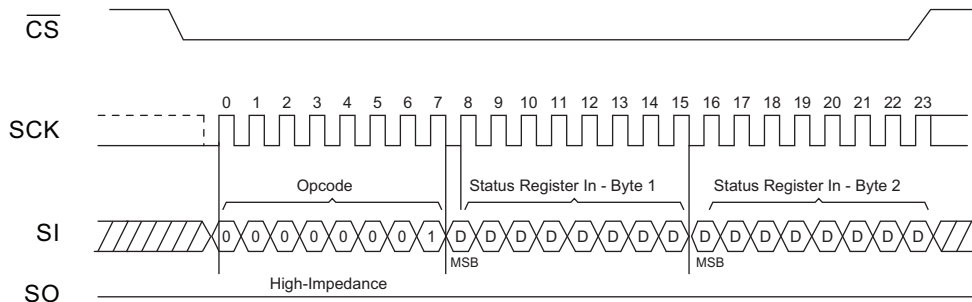 CS
0 1 2 3 4 5 6 7 8 9 10 11 12 13 14 15 16 17 18 19 20 21 22 23
SCK
Opcode Status Register In - Byte 1 Status Register In - Byte 2
SI 0 0 0 0 0 0 0 1 D D D D D D D D D D D D D D D D
MSB MSB
High-Impedance
SO